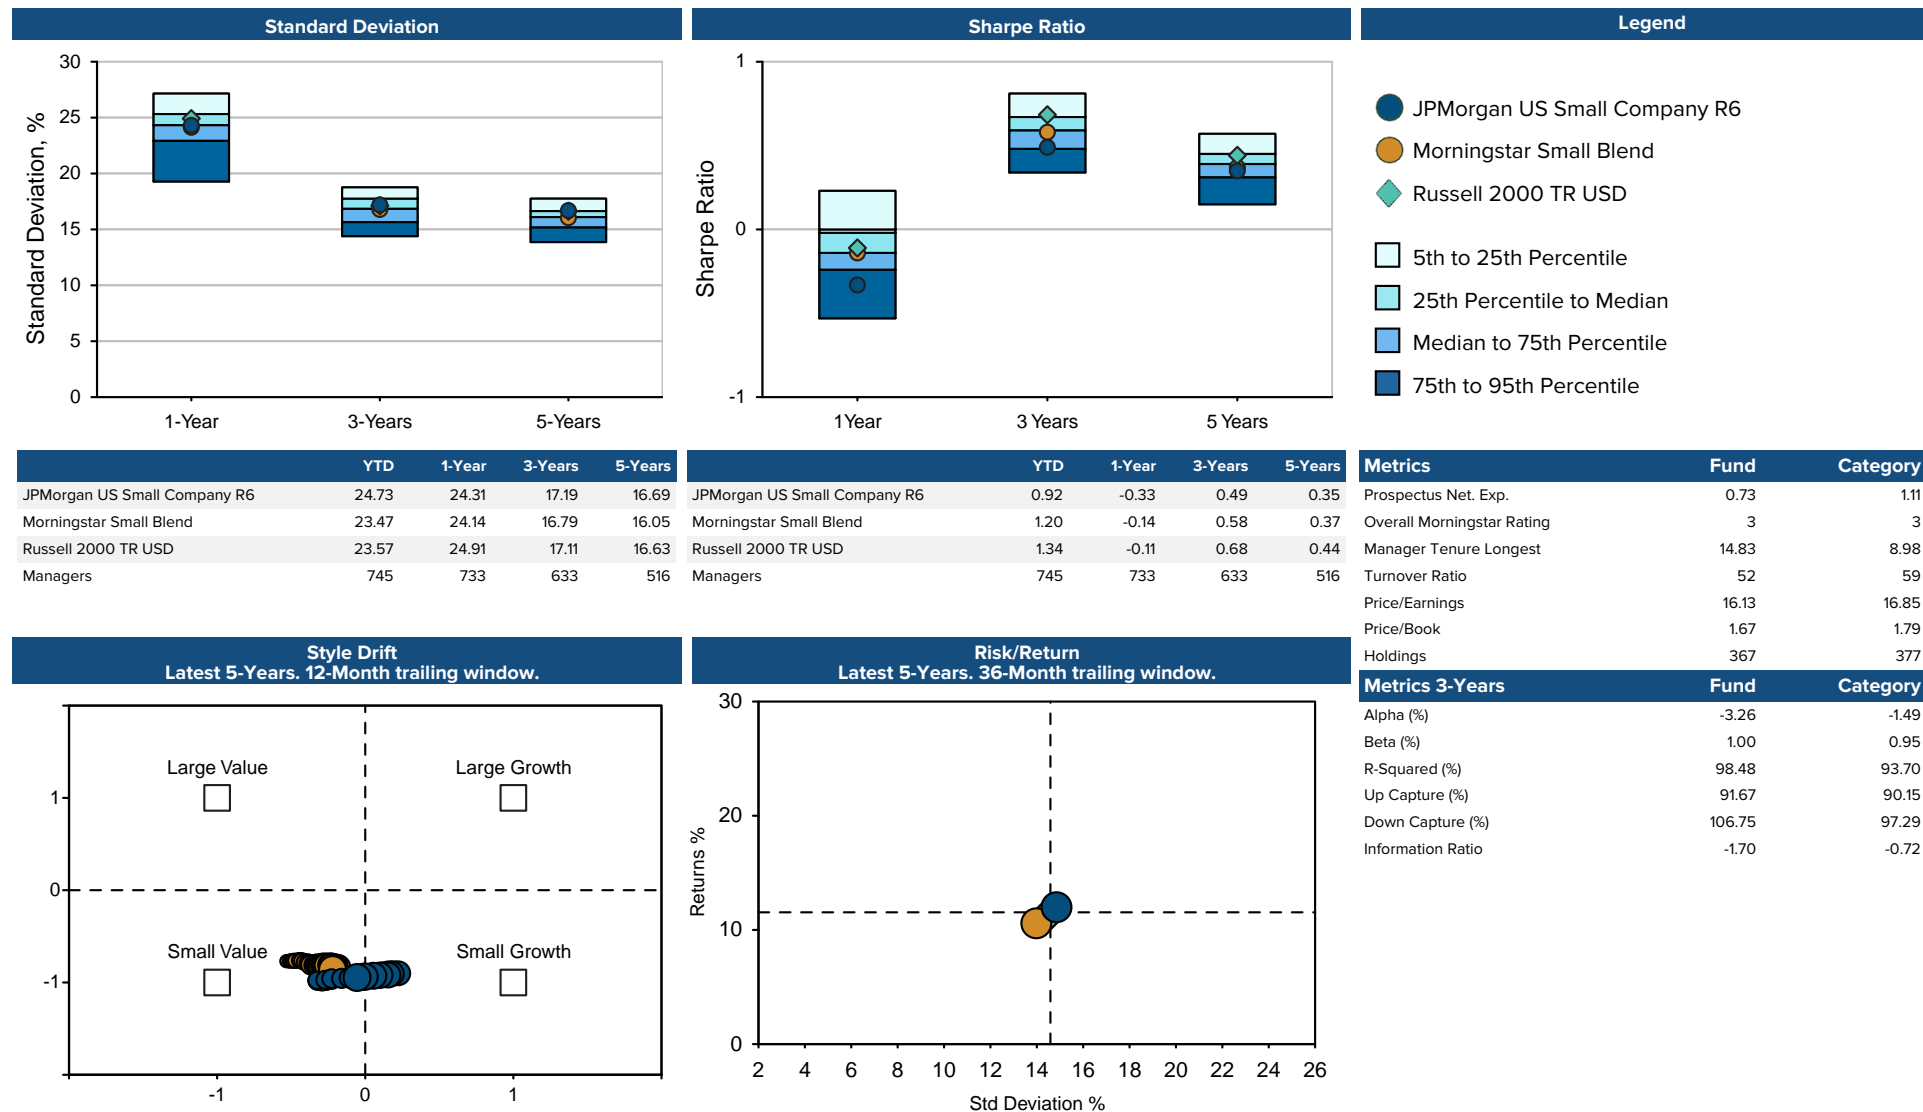 Standard Deviation
Standard Deviation, %
30
25
20
15
10
5
0
1-Year
3-Years
5-Years
Sharpe Ratio
Sharpe Ratio
1
0
-1
1Year
3 Years
5 Years
Legend
JPMorgan US Small Company R6
Morningstar Small Blend
Russell 2000 TR USD
5th to 25th Percentile
25th Percentile to Median
Median to 75th Percentile
75th to 95th Percentile
YTD 1-Year 3-Years 5-Years
JPMorgan US Small Company R6 24.73 24.31 17.19 16.69
Morningstar Small Blend 23.47 24.14 16.79 16.05
Russell 2000 TR USD 23.57 24.91 17.11 16.63
Managers 745 733 633 516
YTD 1-Year 3-Years 5-Years
JPMorgan US Small Company R6 0.92 -0.33 0.49 0.35
Morningstar Small Blend 1.20 -0.14 0.58 0.37
Russell 2000 TR USD 1.34 -0.11 0.68 0.44
Managers 745 733 633 516
Metrics Fund Category
Prospectus Net. Exp. 0.73 1.11
Overall Morningstar Rating 3 3
Manager Tenure Longest 14.83 8.98
Turnover Ratio 52 59
Price/Earnings 16.13 16.85
Price/Book 1.67 1.79
Holdings 367 377
Metrics 3-Years Fund Category
Alpha (%) -3.26 -1.49
Beta (%) 1.00 0.95
R-Squared (%) 98.48 93.70
Up Capture (%) 91.67 90.15
Down Capture (%) 106.75 97.29
Information Ratio -1.70 -0.72
Style Drift
Latest 5-Years. 12-Month trailing window.
Large Value
Large Growth
Small Value
Small Growth
1
0
-1
-1 0 1
Risk/Return
Latest 5-Years. 36-Month trailing window.
Returns %
30
20
10
0
2 4 6 8 10 12 14 16 18 20 22 24 26
Std Deviation %